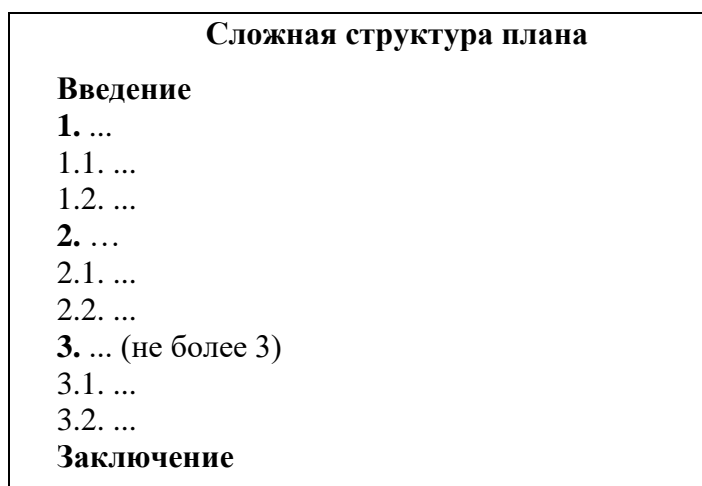 Сложная структура плана
Введение
1. ...
1.1. ...
1.2. ...
2. …
2.1. ...
2.2. ...
3. ... (не более 3)
3.1. ...
3.2. ...
Заключение